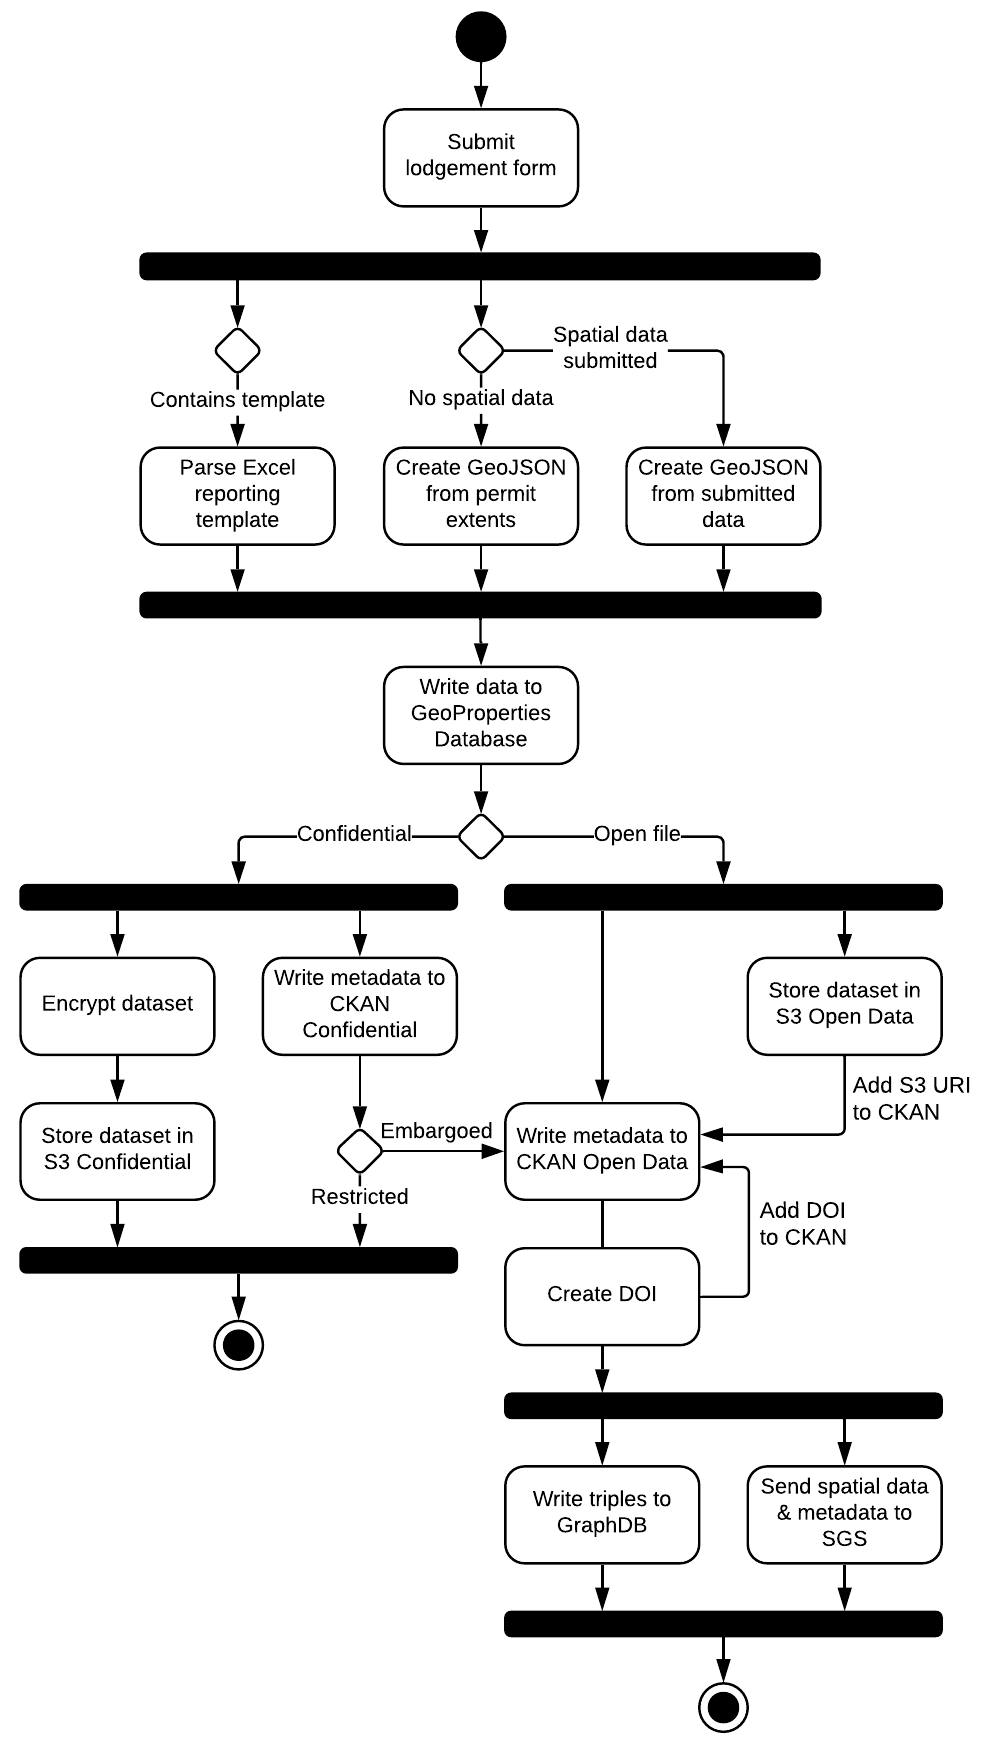 Submit
lodgement form
Spatial data
submitted
Contains template
No spatial data
Parse Excel
reporting
template
Create GeoJSON
from permit
extents
Create GeoJSON
from submitted
data
Write data to
GeoProperties
Database
Confidential
Open file
Encrypt dataset
Write metadata to
CKAN
Confidential
Store dataset in
S3 Open Data
Add S3 URI
to CKAN
Store dataset in
S3 Confidential
Embargoed
Restricted
Write metadata to
CKAN Open Data
Add DOI
to CKAN
Create DOI
Write triples to
GraphDB
Send spatial data
& metadata to
SGS